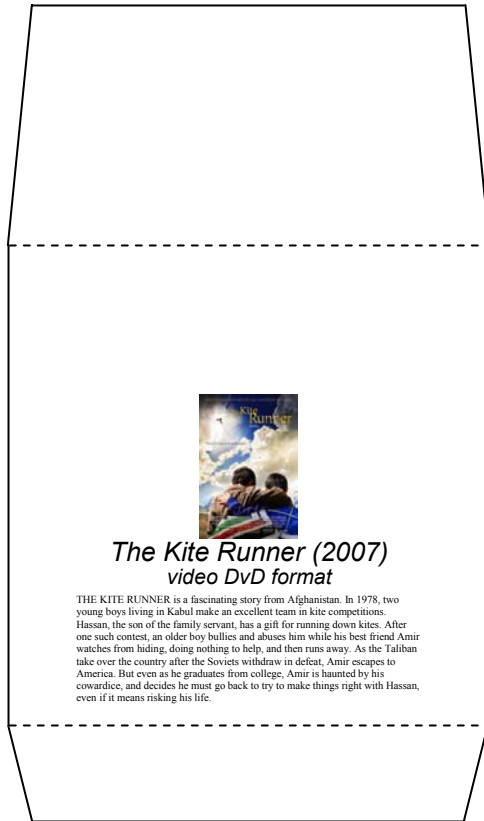 Kite
Runner
The Kite Runner (2007)
video DvD format
THE KITE RUNNER is a fascinating story from Afghanistan. In 1978, two
young boys living in Kabul make an excellent team in kite competitions.
Hassan, the son of the family servant, has a gift for running down kites. After
one such contest, an older boy bullies and abuses him while his best friend Amir
watches from hiding, doing nothing to help, and then runs away. As the Taliban
take over the country after the Soviets withdraw in defeat, Amir escapes to
America. But even as he graduates from college, Amir is haunted by his
cowardice, and decides he must go back to try to make things right with Hassan,
even if it means risking his life.